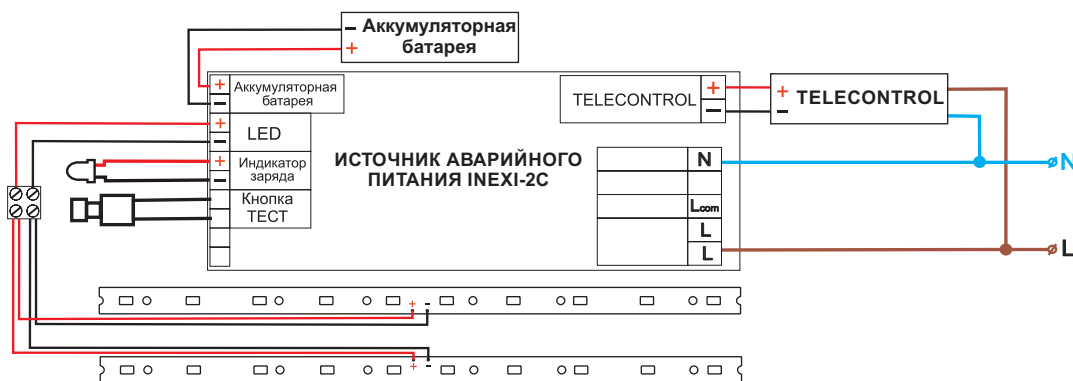 − Аккумуляторная
+ батарея
+ Аккумуляторная
− батарея
+ LED
−
+ Индикатор
− заряда
Кнопка
ТЕСТ
ИСТОЧНИК АВАРИЙНОГО
ПИТАНИЯ INEXI-2C
TELECONTROL +
−
+ TELECONTROL
−
N
Lcom
L
L
N
L
+ −
+ −